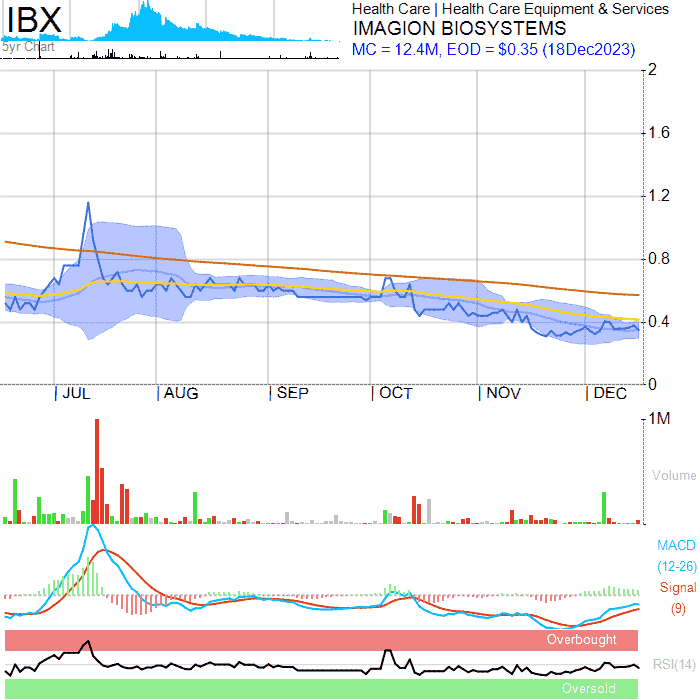 IBX
5yr Chart
Health Care | Health Care Equipment & Services
IMAGION BIOSYSTEMS
MC = 12.4M, EOD = $0.35 (18Dec2023)
2
1.6
1.2
0.8
0.4
0
JUL AUG SEP OCT NOV DEC
1M
Volume
MACD
(12-26)
Signal
(9)
Overbought
RSI(14)
Oversold